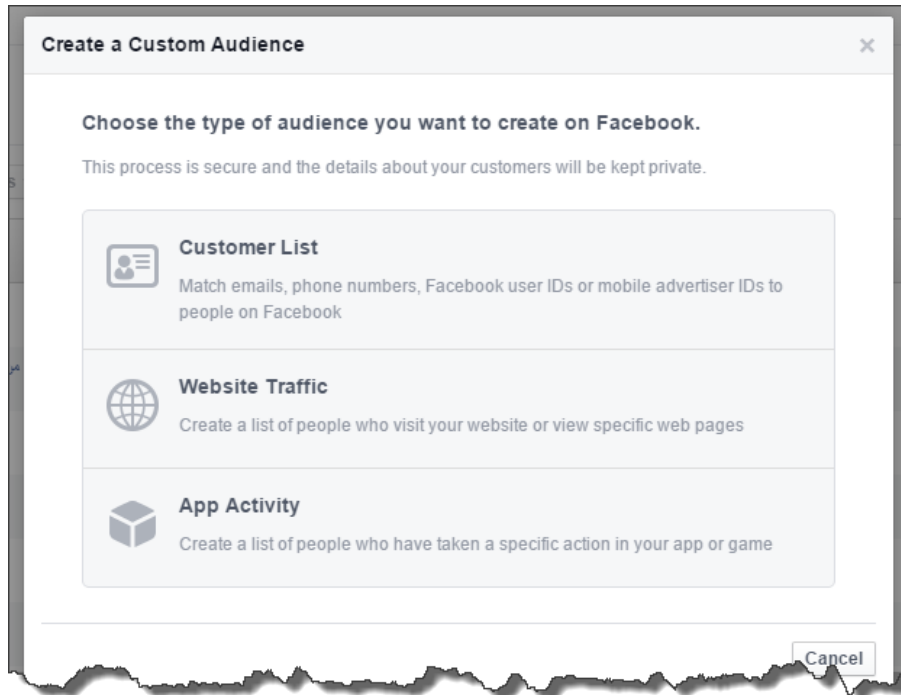 Create a Custom Audience
Choose the type of audience you want to create on Facebook.
This process is secure and the details about your customers will be kept private.
Customer List
Match emails, phone numbers, Facebook user IDs or mobile advertiser IDs to
people on Facebook
Website Traffic
Create a list of people who visit your website or view specific web pages
App Activity
Create a list of people who have taken a specific action in your app or game
Cancel